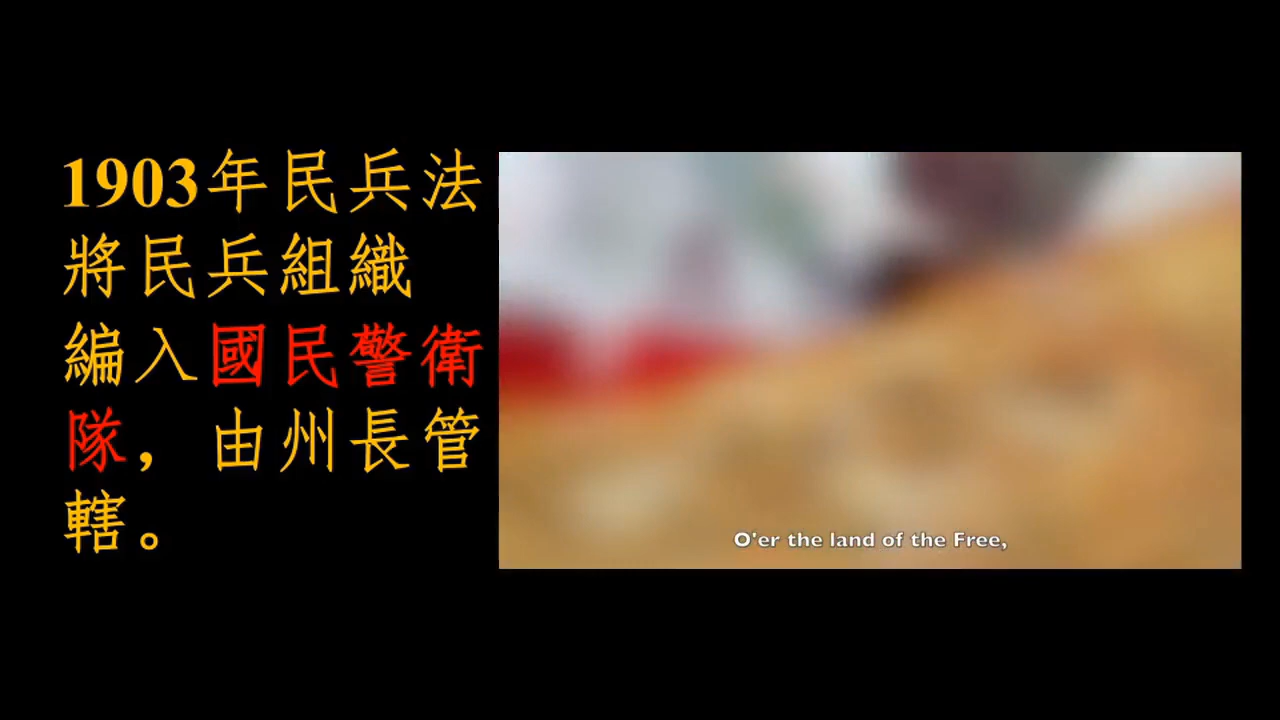 1903年民兵法
將民兵組織
編入國民警衛
隊，由州長管
轄。
O'er the land of the Free,